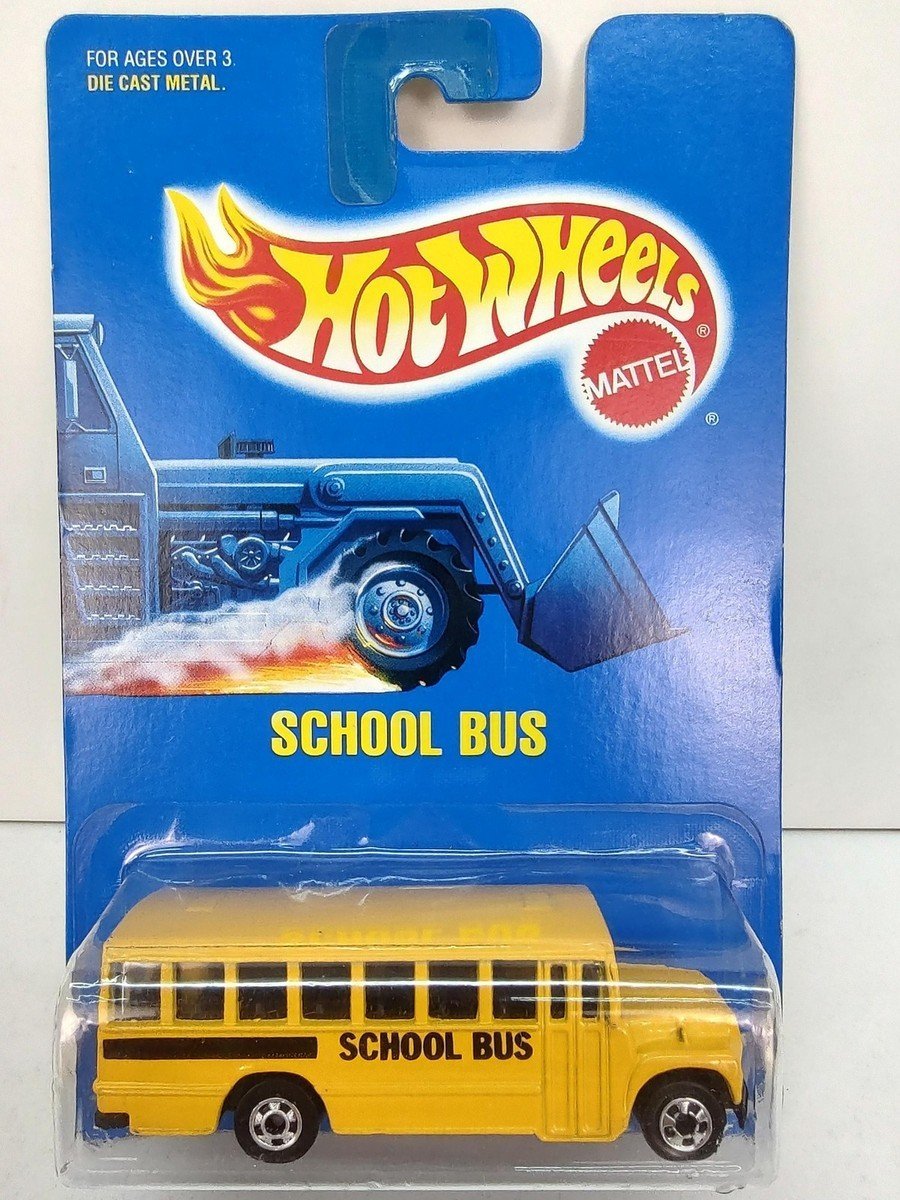 FOR AGES OVER 3.
DIE CAST METAL.
HOT WHEELS
®
MATTEL
®
SCHOOL BUS
SCHOOL BUS